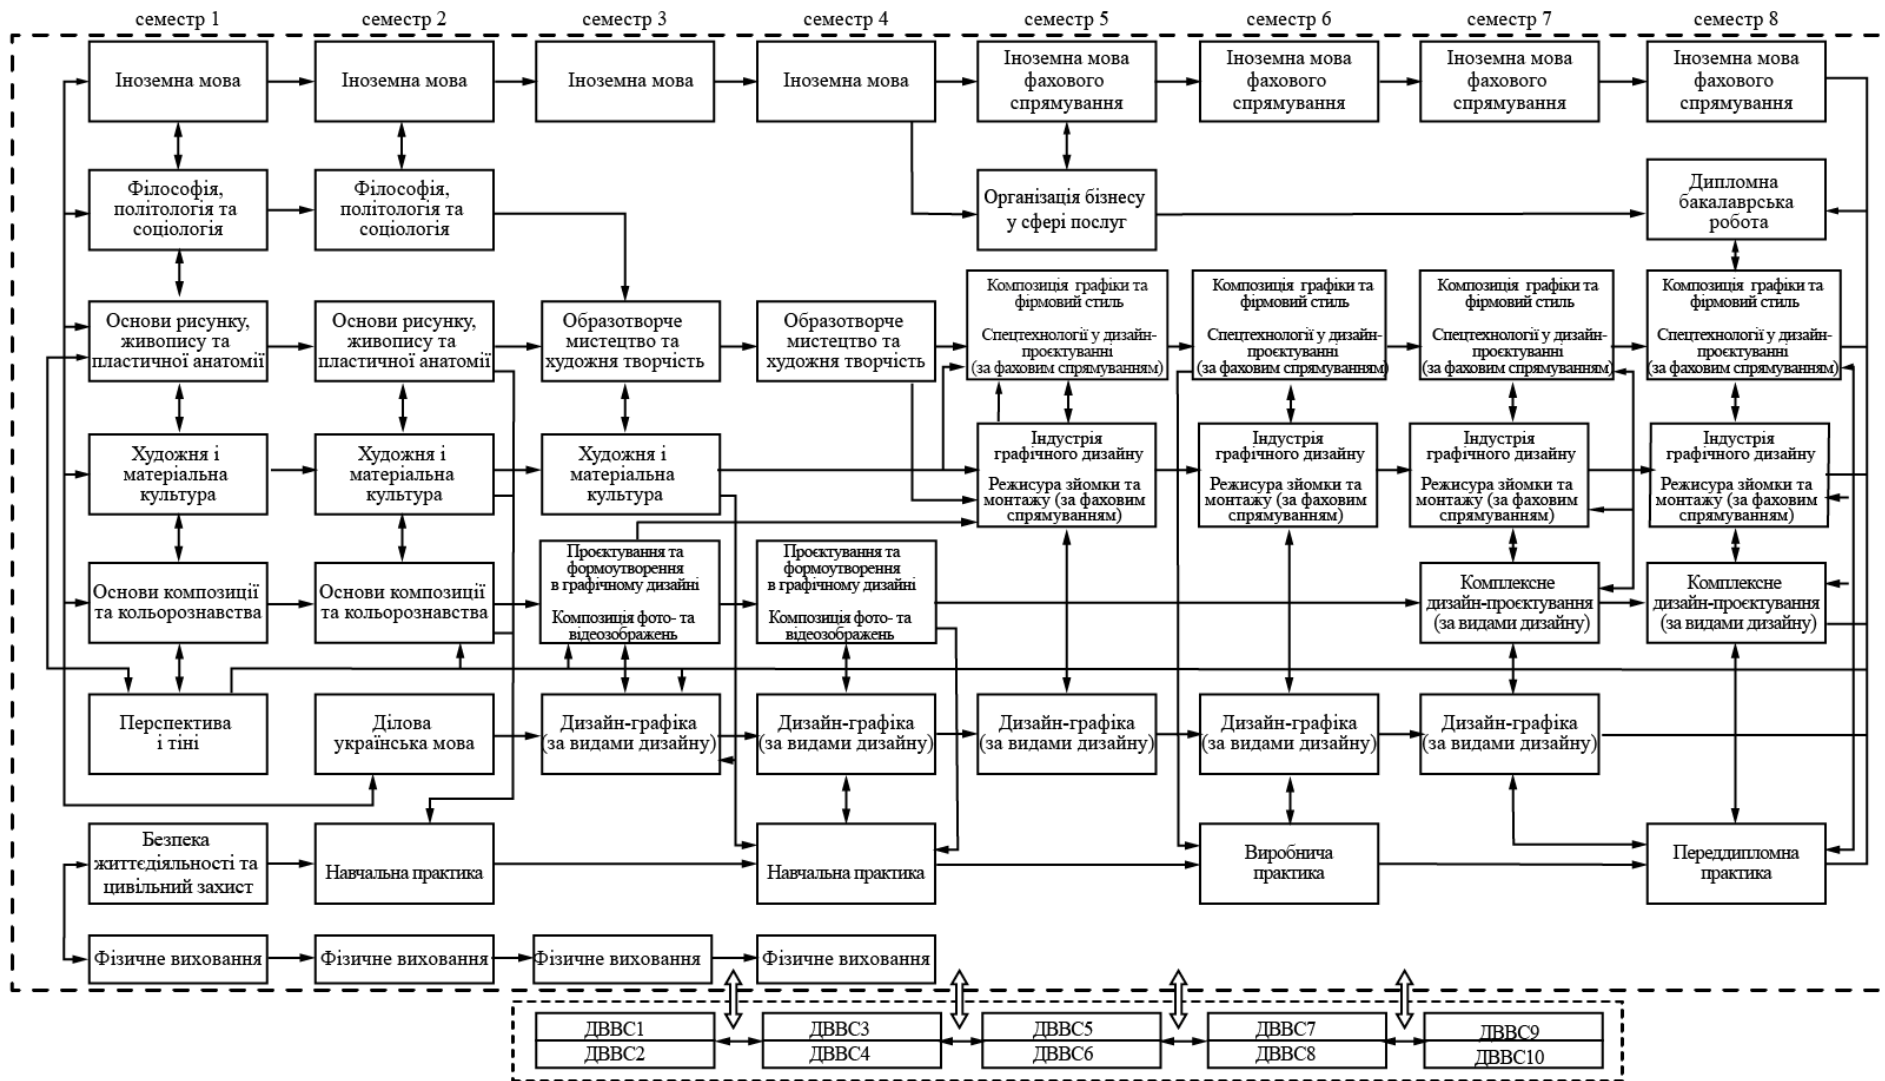 семестр 1
семестр 2
семестр 3
семестр 4
семестр 5
семестр 6
семестр 7
семестр 8
Іноземна мова
Іноземна мова
Іноземна мова
Іноземна мова
Іноземна мова
фахового
спрямування
Іноземна мова
фахового
спрямування
Іноземна мова
фахового
спрямування
Іноземна мова
фахового
спрямування
Філософія,
політологія та
соціологія
Філософія,
політологія та
соціологія
Організація бізнесу
у сфері послуг
Дипломна
бакалаврська
робота
Основи рисунку,
живопису та
пластичної анатомії
Основи рисунку,
живопису та
пластичної анатомії
Образотворче
мистецтво та
художня творчість
Образотворче
мистецтво та
художня творчість
Композиція графіки та
фірмовий стиль
Спецтехнології у дизайн-
проєктуванні
(за фаховим спрямуванням)
Композиція графіки та
фірмовий стиль
Спецтехнології у дизайн-
проєктуванні
(за фаховим спрямуванням)
Композиція графіки та
фірмовий стиль
Спецтехнології у дизайн-
проєктуванні
(за фаховим спрямуванням)
Композиція графіки та
фірмовий стиль
Спецтехнології у дизайн-
проєктуванні
(за фаховим спрямуванням)
Художня і
матеріальна
культура
Художня і
матеріальна
культура
Художня і
матеріальна
культура
Індустрія
графічного дизайну
Режисура зйомки та
монтажу (за фаховим
спрямуванням)
Індустрія
графічного дизайну
Режисура зйомки та
монтажу (за фаховим
спрямуванням)
Індустрія
графічного дизайну
Режисура зйомки та
монтажу (за фаховим
спрямуванням)
Індустрія
графічного дизайну
Режисура зйомки та
монтажу (за фаховим
спрямуванням)
Основи композиції
та кольорознавства
Основи композиції
та кольорознавства
Проєктування та
формоутворення
в графічному дизайні
Композиція фото- та
відеозображень
Проєктування та
формоутворення
в графічному дизайні
Композиція фото- та
відеозображень
Комплексне
дизайн-проєктування
(за видами дизайну)
Комплексне
дизайн-проєктування
(за видами дизайну)
Перспектива
і тіні
Ділова
українська мова
Дизайн-графіка
(за видами дизайну)
Дизайн-графіка
(за видами дизайну)
Дизайн-графіка
(за видами дизайну)
Дизайн-графіка
(за видами дизайну)
Дизайн-графіка
(за видами дизайну)
Безпека
життєдіяльності та
цивільний захист
Навчальна практика
Навчальна практика
Виробнича
практика
Переддипломна
практика
Фізичне виховання
Фізичне виховання
Фізичне виховання
Фізичне виховання
ДВВС1
ДВВС2
ДВВС3
ДВВС4
ДВВС5
ДВВС6
ДВВС7
ДВВС8
ДВВС9
ДВВС10